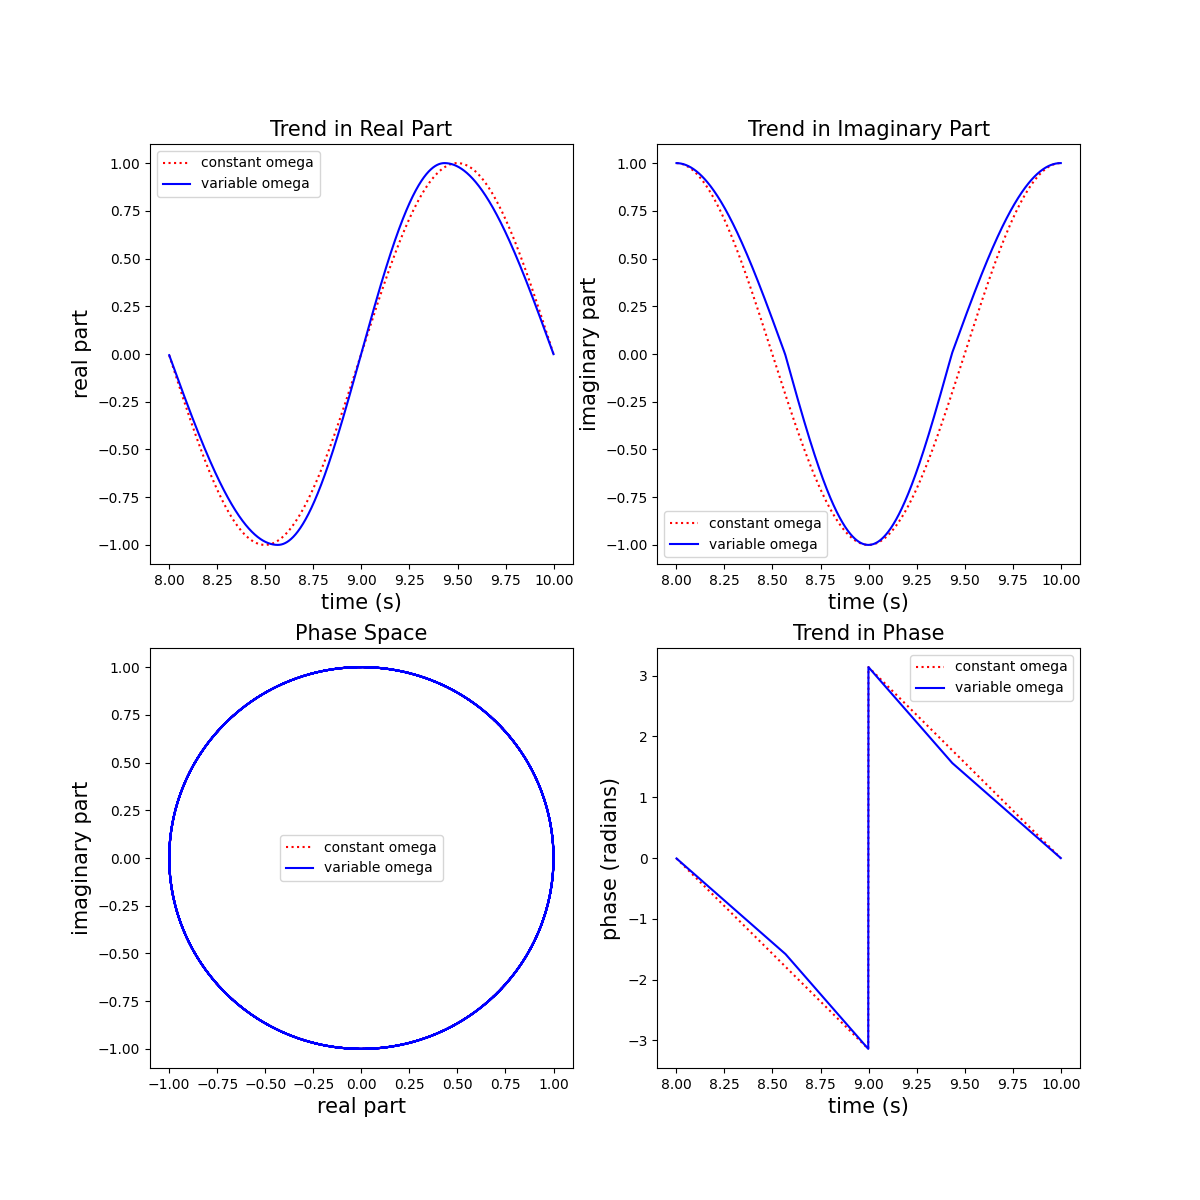 Trend in Real Part
constant omega
variable omega
1.00
0.75
0.50
0.25
0.00
−0.25
−0.50
−0.75
−1.00
real part
8.00 8.25 8.50 8.75 9.00 9.25 9.50 9.75 10.00
time (s)
Trend in Imaginary Part
1.00
0.75
0.50
0.25
0.00
−0.25
−0.50
−0.75
−1.00
imaginary part
constant omega
variable omega
8.00 8.25 8.50 8.75 9.00 9.25 9.50 9.75 10.00
time (s)
Phase Space
1.00
0.75
0.50
0.25
0.00
−0.25
−0.50
−0.75
−1.00
imaginary part
constant omega
variable omega
−1.00 −0.75 −0.50 −0.25 0.00 0.25 0.50 0.75 1.00
real part
Trend in Phase
constant omega
variable omega
3
2
1
0
−1
−2
−3
phase (radians)
8.00 8.25 8.50 8.75 9.00 9.25 9.50 9.75 10.00
time (s)